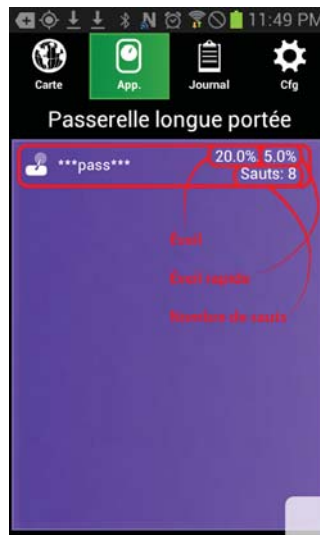 11:49 PM
Carte
App.
Journal
Cfg
Passerelle longue portée
***pass***
20.0% 5.0%
Sauts: 8
Éveil
Éveil rapide
Nombre de sauts